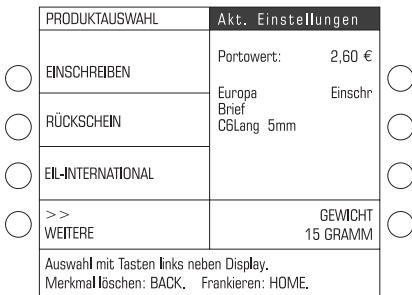 PRODUKTAUSWAHL
Akt. Einstellungen
EINSCHREIBEN
RÜCKSCHEIN
EIL-INTERNATIONAL
>>
WEITERE
Portowert: 2,60 €
Europa Einschr
Brief
C6Lang 5mm
GEWICHT
15 GRAMM
Auswahl mit Tasten links neben Display.
Merkmal löschen: BACK. Frankieren: HOME.